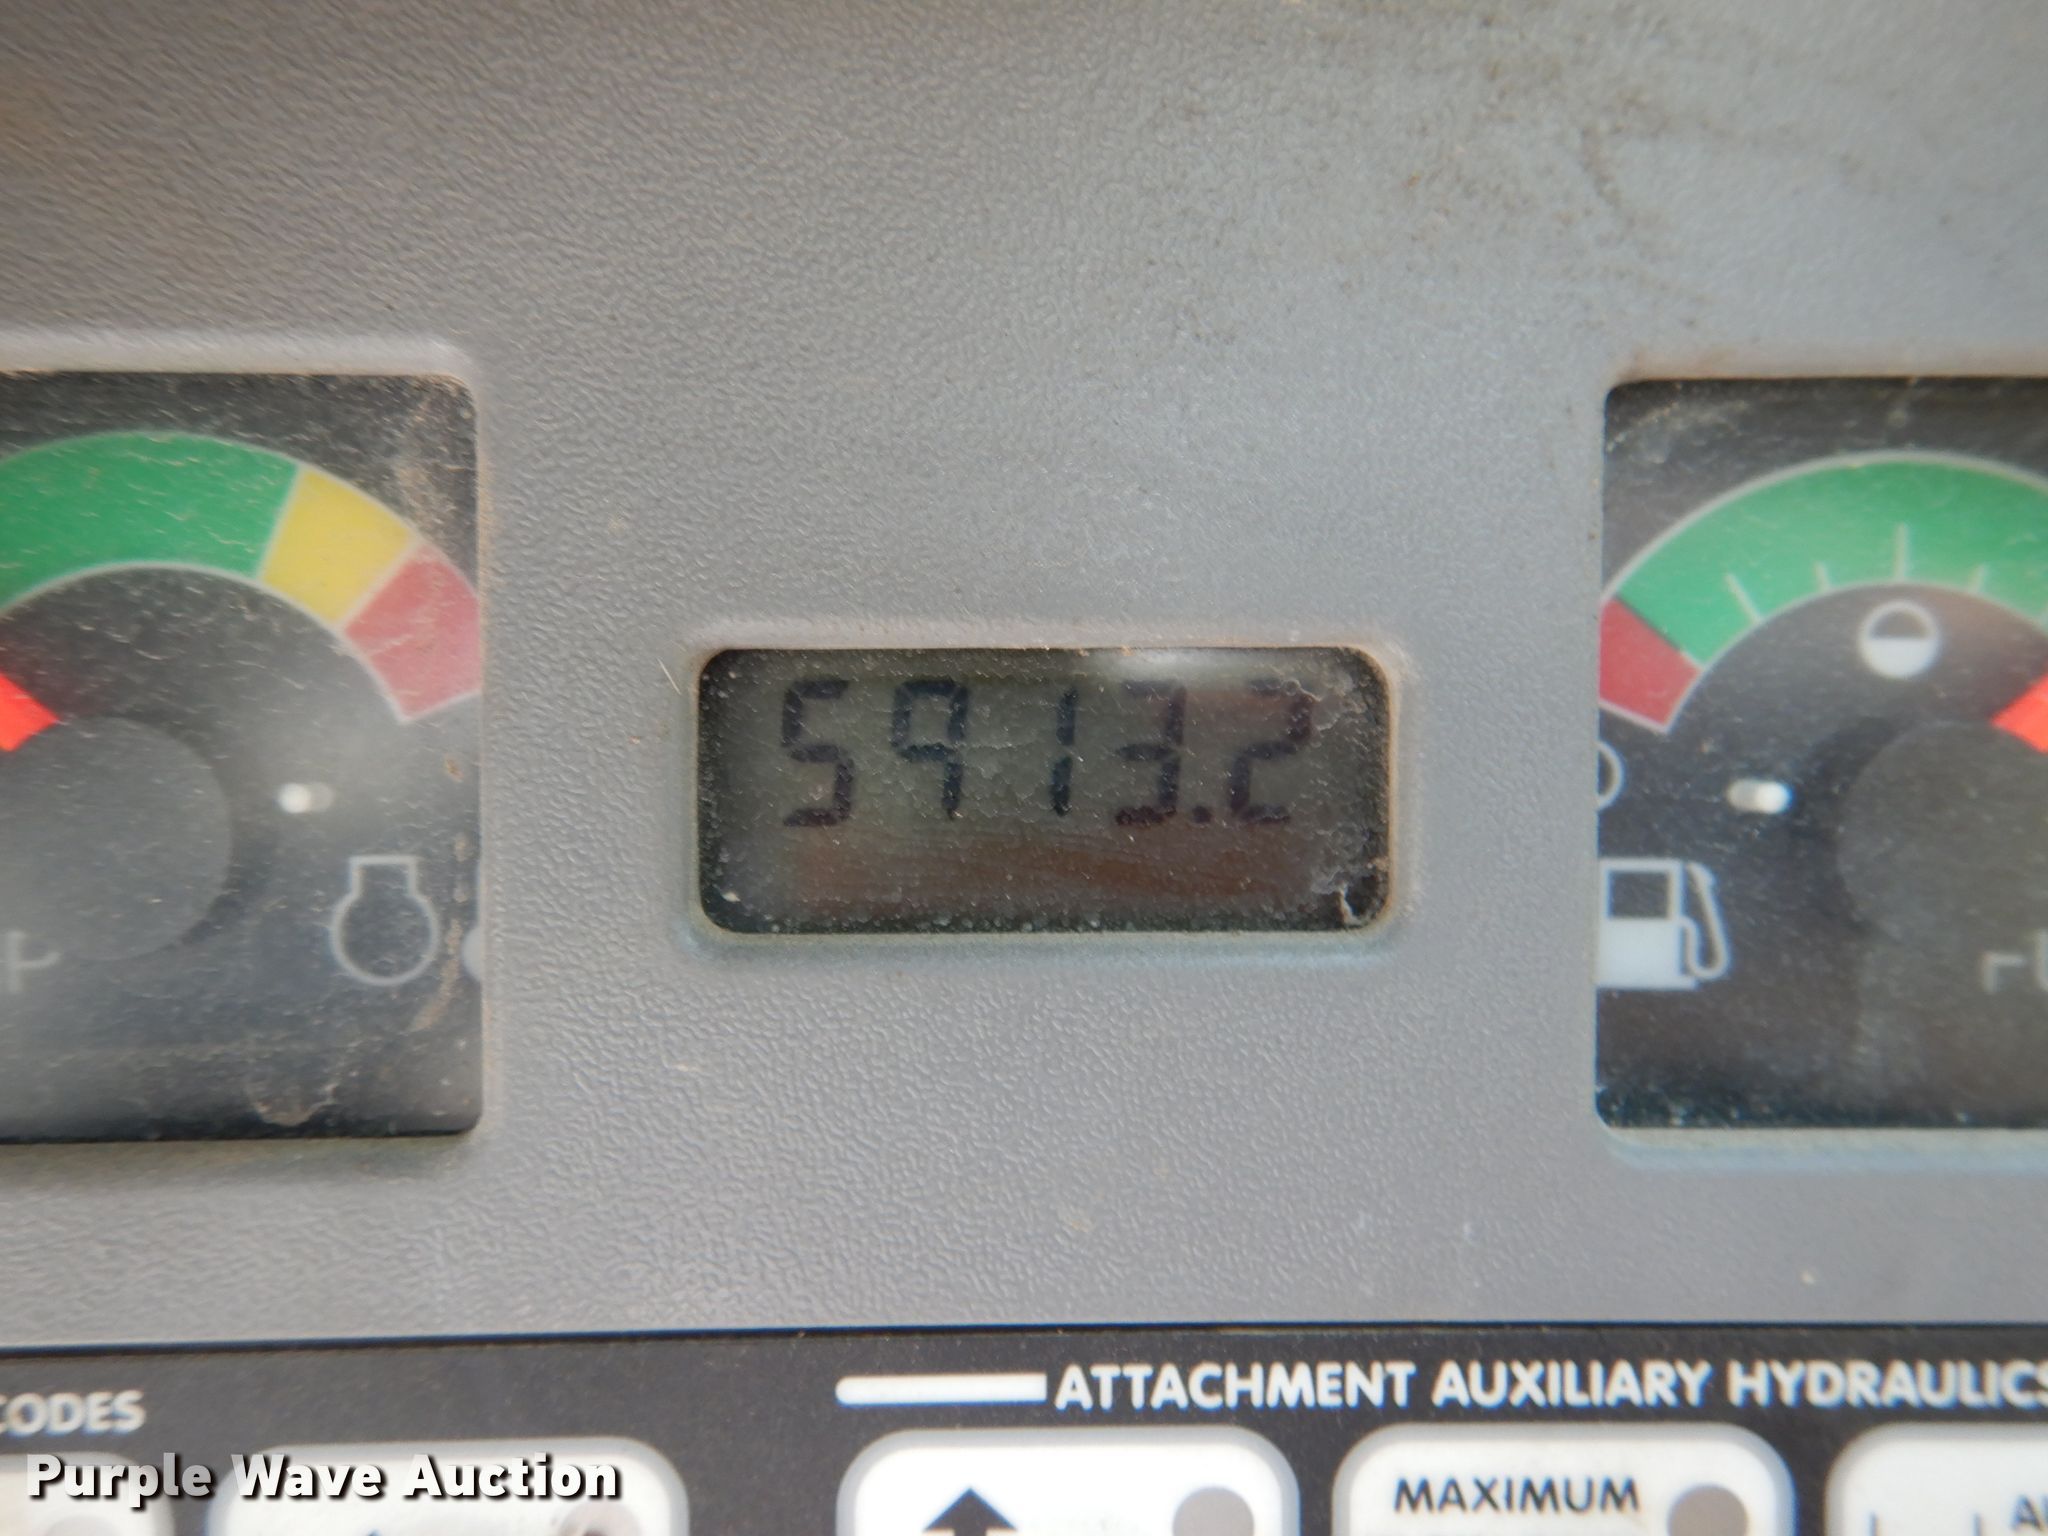 5913.2
CODES
ATTACHMENT AUXILIARY HYDRAULICS
MAXIMUM
Purple Wave Auction